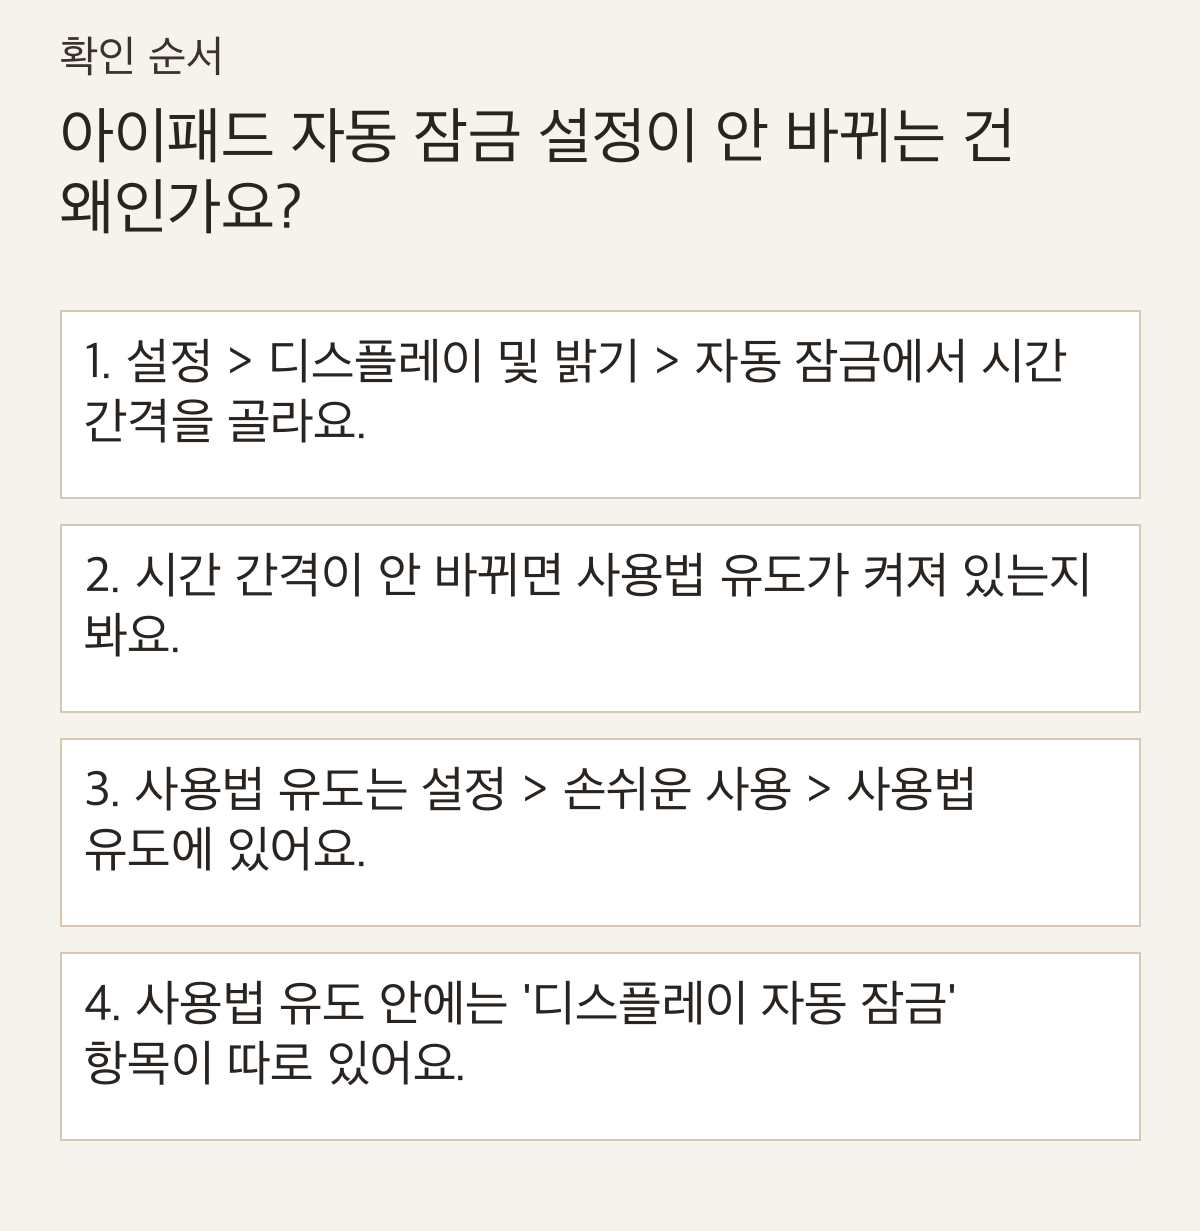 확인 순서
아이패드 자동 잠금 설정이 안 바뀌는 건
왜인가요?
1. 설정 > 디스플레이 및 밝기 > 자동 잠금에서 시간
간격을 골라요.
2. 시간 간격이 안 바뀌면 사용법 유도가 켜져 있는지
봐요.
3. 사용법 유도는 설정 > 손쉬운 사용 > 사용법
유도에 있어요.
4. 사용법 유도 안에는 '디스플레이 자동 잠금'
항목이 따로 있어요.